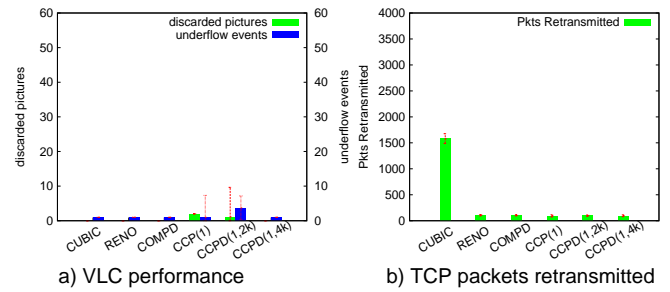 discarded pictures
underflow events
60
50
40
30
20
10
0
discarded pictures
60
50
40
30
20
10
0
underflow events
CUBIC
RENO
COMPD
CCP(1)
CCPD(1,2k)
CCPD(1,4k)
a) VLC performance
Pkts Retransmitted
4000
3500
3000
2500
2000
1500
1000
500
0
Pkts Retransmitted
CUBIC
RENO
COMPD
CCP(1)
CCPD(1,2k)
CCPD(1,4k)
b) TCP packets retransmitted